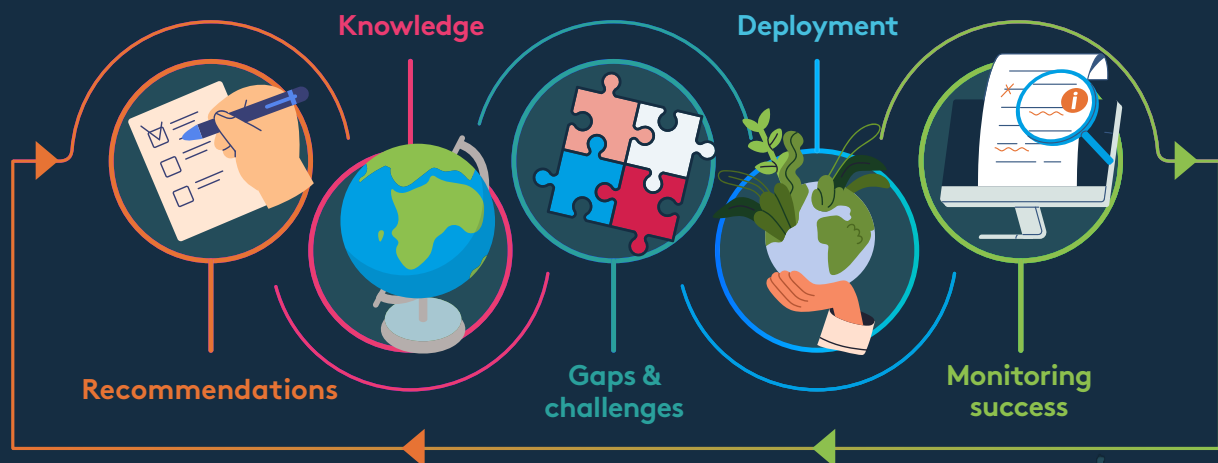 Knowledge
Deployment
i
Recommendations
Gaps &
challenges
Monitoring
success